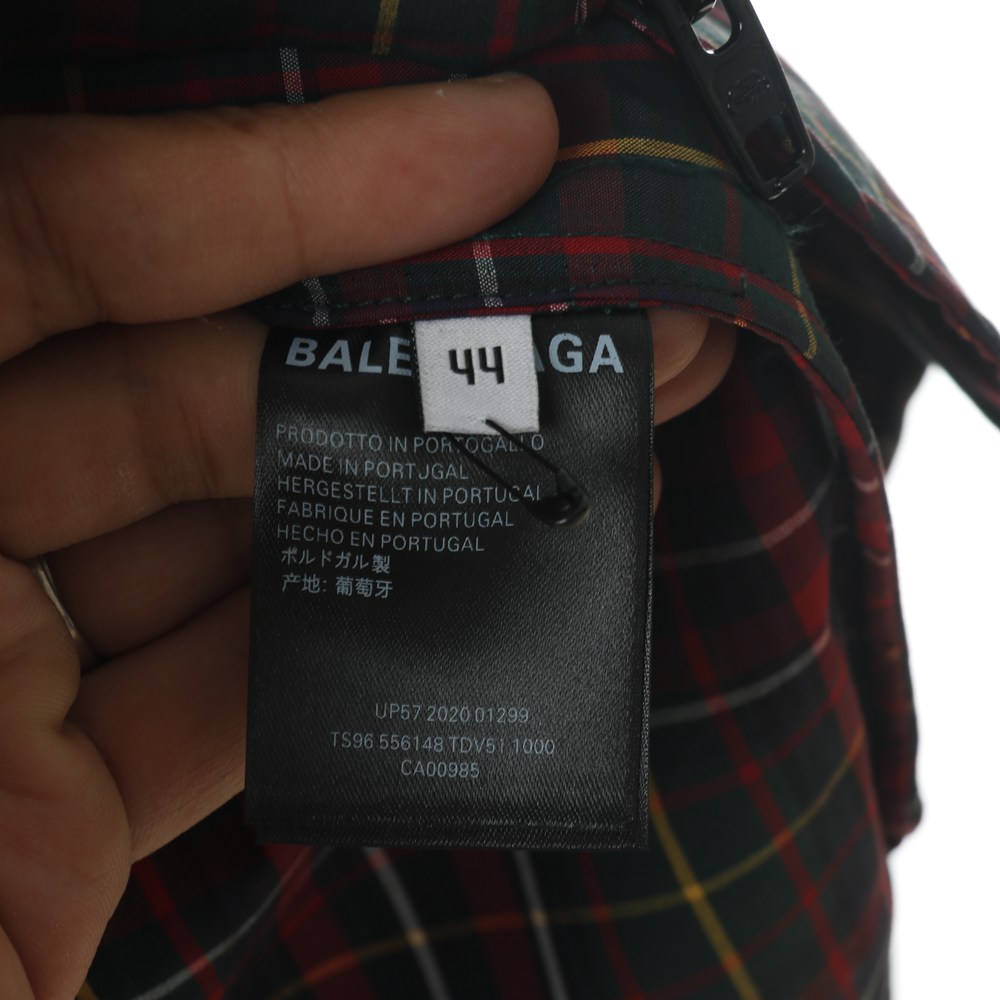 BALE AGA
44
PRODOTTO IN PORTOGALLO
MADE IN PORTUGAL
HERGESTELLT IN PORTUGAL
FABRIQUE EN PORTUGAL
HECHO EN PORTUGAL
ポルドガル製
产地: 葡萄牙
UP57 2020 01299
TS96 556148 TDV51 1000
CA00985